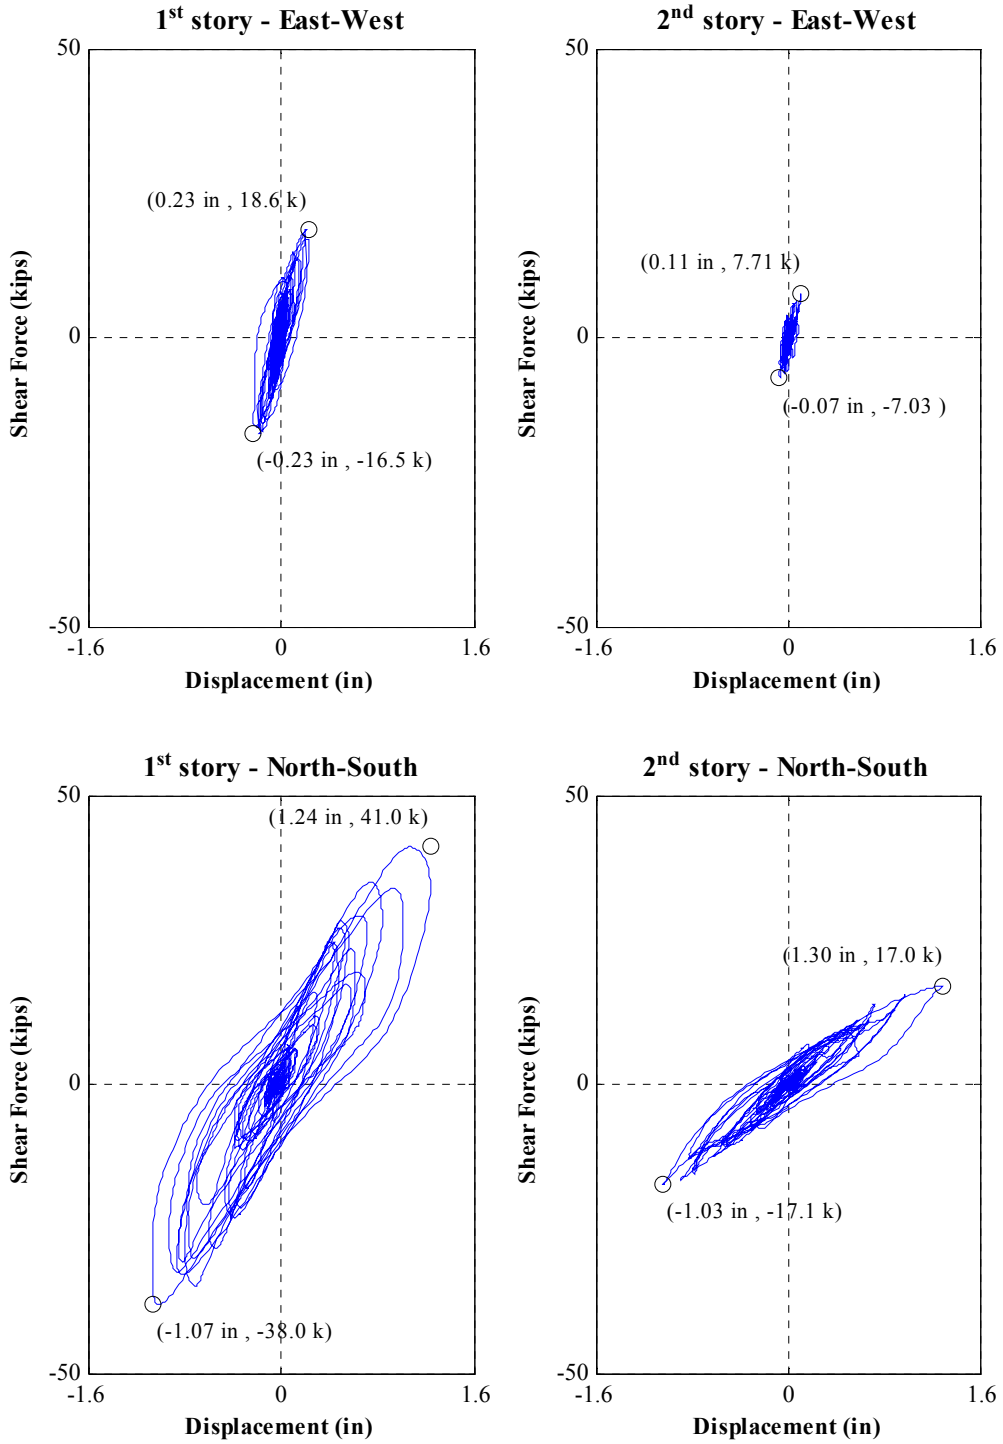 1st story - East-West
50
(0.23 in , 18.6 k)
Shear Force (kips)
0
(-0.23 in , -16.5 k)
-50
-1.6 0 1.6
Displacement (in)
2nd story - East-West
50
(0.11 in , 7.71 k)
Shear Force (kips)
0
(-0.07 in , -7.03 )
-50
-1.6 0 1.6
Displacement (in)
1st story - North-South
50
(1.24 in , 41.0 k)
Shear Force (kips)
0
(-1.07 in , -38.0 k)
-50
-1.6 0 1.6
Displacement (in)
2nd story - North-South
50
(1.30 in , 17.0 k)
Shear Force (kips)
0
(-1.03 in , -17.1 k)
-50
-1.6 0 1.6
Displacement (in)